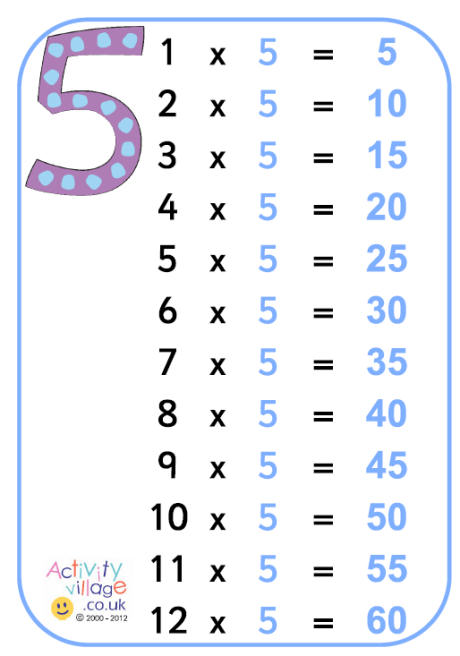 5
1 x 5 = 5
2 x 5 = 10
3 x 5 = 15
4 x 5 = 20
5 x 5 = 25
6 x 5 = 30
7 x 5 = 35
8 x 5 = 40
9 x 5 = 45
10 x 5 = 50
11 x 5 = 55
12 x 5 = 60
Activity
village
.co.uk
© 2000 - 2012